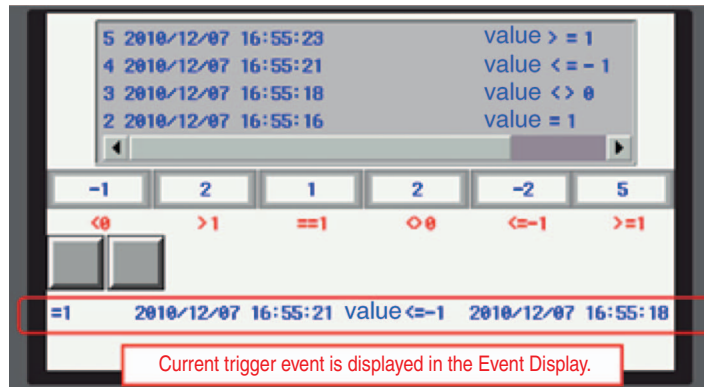 5 2010/12/07 16:55:23 value > = 1
4 2010/12/07 16:55:21 value < = - 1
3 2010/12/07 16:55:18 value <> 0
2 2010/12/07 16:55:16 value = 1
-1 2 1 2 -2 5
<0 >1 ==1 <>0 <=-1 >=1
=1 2010/12/07 16:55:21 value<=-1 2010/12/07 16:55:18
Current trigger event is displayed in the Event Display.